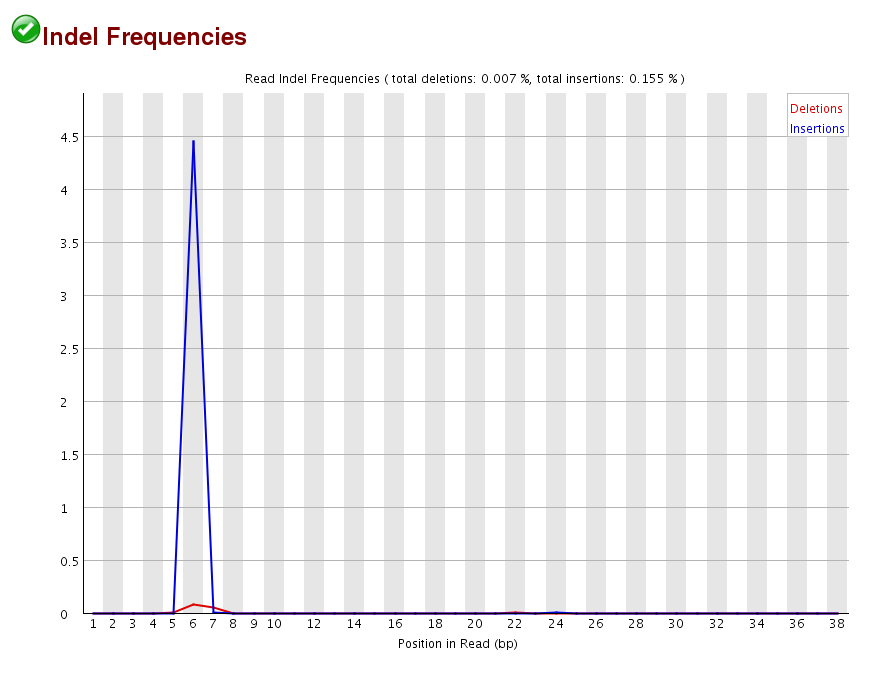 Indel Frequencies
Read Indel Frequencies ( total deletions: 0.007 %, total insertions: 0.155 % )
Deletions
Insertions
4.5
4
3.5
3
2.5
2
1.5
1
0.5
0
1 2 3 4 5 6 7 8 9 10 12 14 16 18 20 22 24 26 28 30 32 34 36 38
Position in Read (bp)